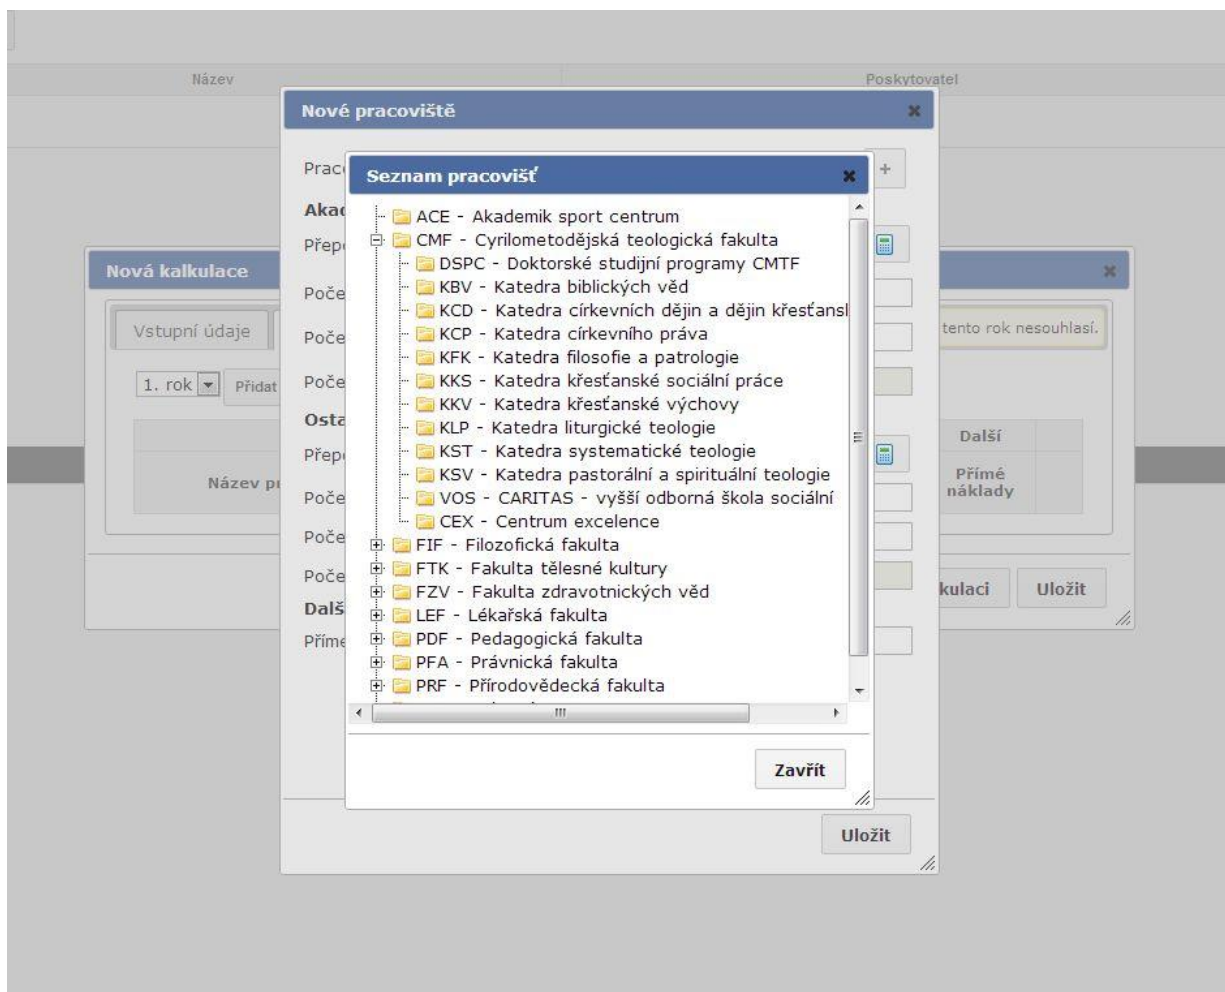 Název
Poskytovatel
Nové pracoviště
Seznam pracovišť
ACE - Akademik sport centrum
CMF - Cyrilometodějská teologická fakulta
DSPC - Doktorské studijní programy CMTF
KBV - Katedra biblických věd
KCD - Katedra církevních dějin a dějin křesťansl
KCP - Katedra církevního práva
KFK - Katedra filosofie a patrologie
KKS - Katedra křesťanské sociální práce
KKV - Katedra křesťanské výchovy
KLP - Katedra liturgické teologie
KST - Katedra systematické teologie
KSV - Katedra pastorální a spirituální teologie
VOS - CARITAS - vyšší odborná škola sociální
CEX - Centrum excelence
FIF - Filozofická fakulta
FTK - Fakulta tělesné kultury
FZV - Fakulta zdravotnických věd
LEF - Lékařská fakulta
PDF - Pedagogická fakulta
PFA - Právnická fakulta
PRF - Přírodovědecká fakulta
Zavřít
Prac
+
Akad
Přepo
Poče
Poče
Poče
Osta
Přepo
Poče
Poče
Poče
Dalš
Příme
Uložit
Nová kalkulace
Vstupní údaje
tento rok nesouhlasí.
1. rok
Přidat
Další
Název pr
Přímé
náklady
kulaci
Uložit